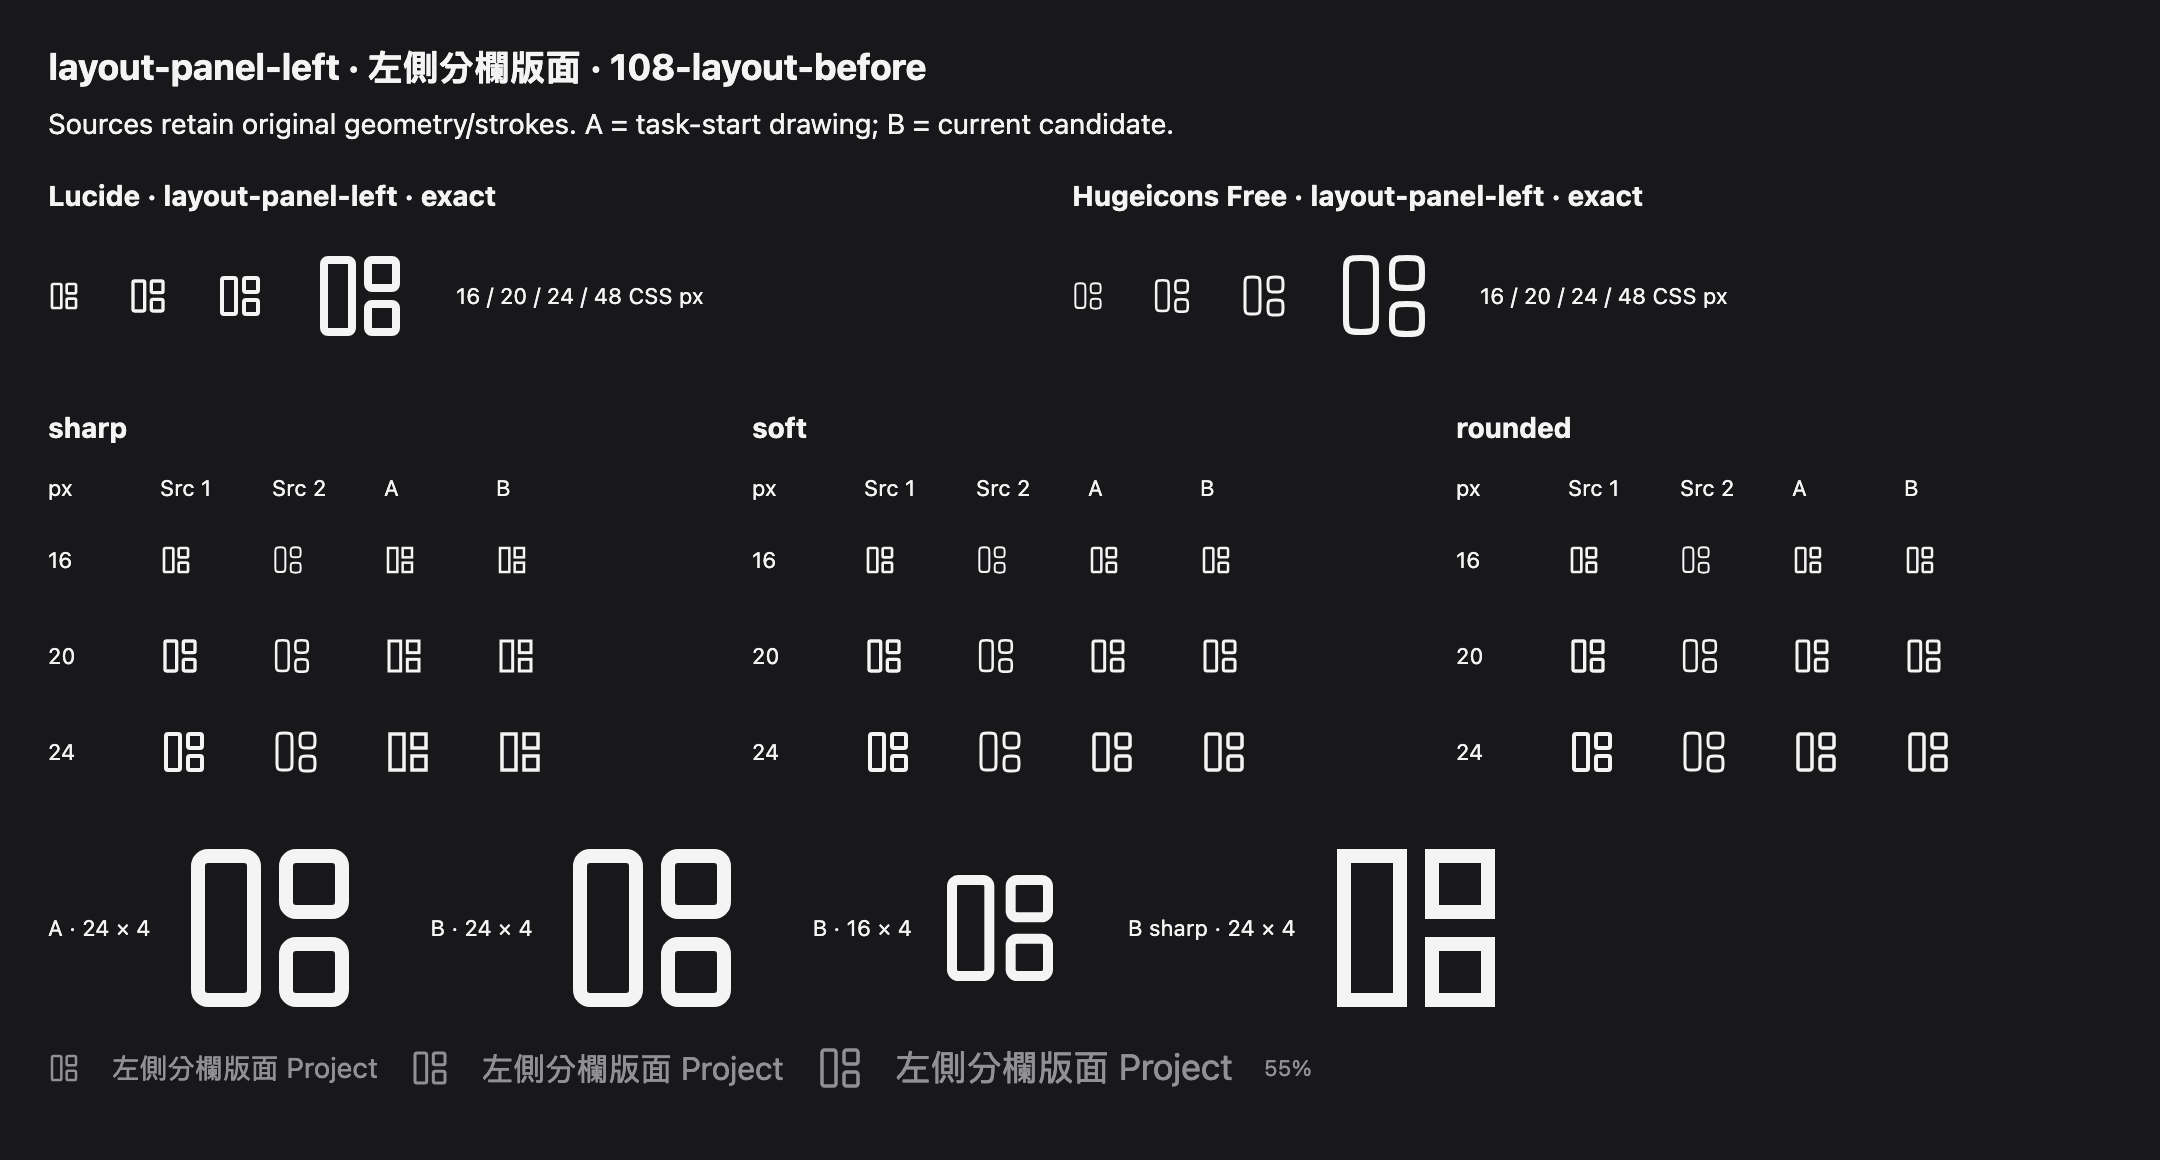 layout-panel-left · 左側分欄版面 · 108-layout-before
Sources retain original geometry/strokes. A = task-start drawing; B = current candidate.
Lucide · layout-panel-left · exact
16 / 20 / 24 / 48 CSS px
Hugeicons Free · layout-panel-left · exact
16 / 20 / 24 / 48 CSS px
sharp
px Src 1 Src 2 A B
16
20
24
soft
px Src 1 Src 2 A B
16
20
24
rounded
px Src 1 Src 2 A B
16
20
24
A · 24 × 4
B · 24 × 4
B · 16 × 4
B sharp · 24 × 4
左側分欄版面 Project
左側分欄版面 Project
左側分欄版面 Project
55%